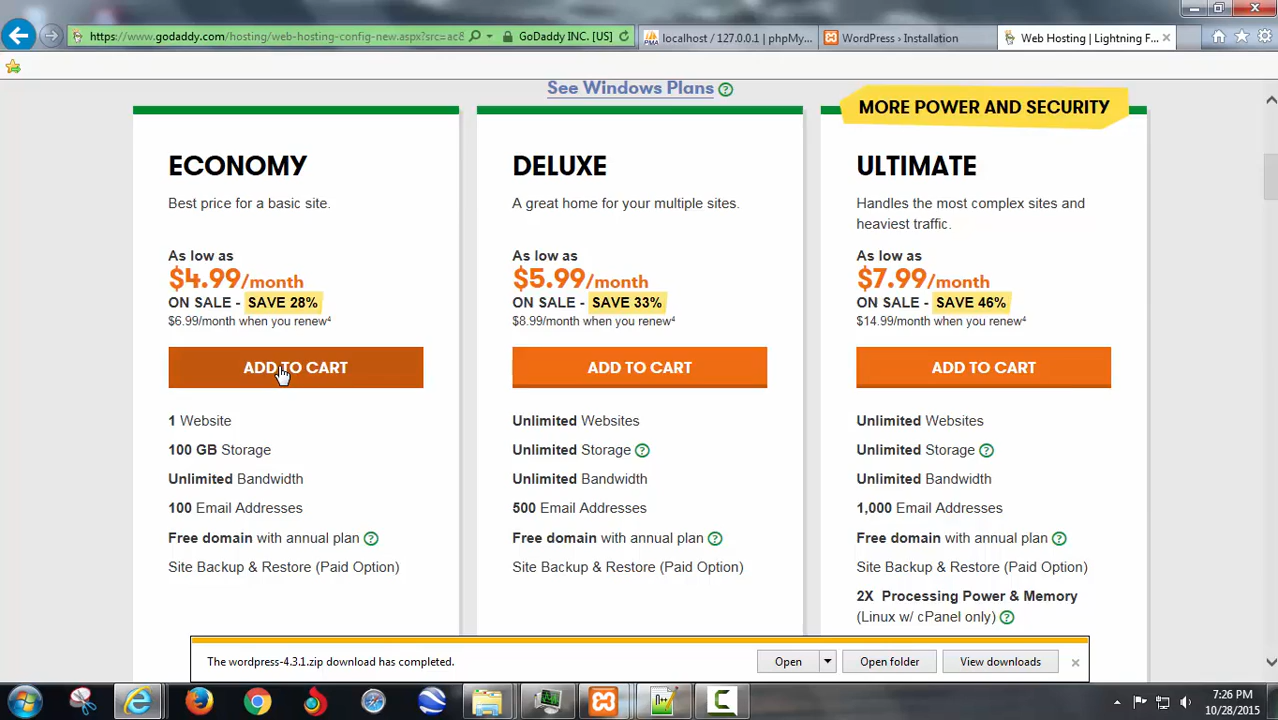 https://www.godaddy.com/hosting/web-hosting-config-new.aspx?src=ac8
GoDaddy INC. [US]
localhost / 127.0.0.1 | phpMy...
WordPress › Installation
Web Hosting | Lightning F...
See Windows Plans
MORE POWER AND SECURITY
ECONOMY
Best price for a basic site.
As low as
$4.99/month
ON SALE - SAVE 28%
$6.99/month when you renew4
ADD TO CART
1 Website
100 GB Storage
Unlimited Bandwidth
100 Email Addresses
Free domain with annual plan
Site Backup & Restore (Paid Option)
DELUXE
A great home for your multiple sites.
As low as
$5.99/month
ON SALE - SAVE 33%
$8.99/month when you renew4
ADD TO CART
Unlimited Websites
Unlimited Storage
Unlimited Bandwidth
500 Email Addresses
Free domain with annual plan
Site Backup & Restore (Paid Option)
ULTIMATE
Handles the most complex sites and
heaviest traffic.
As low as
$7.99/month
ON SALE - SAVE 46%
$14.99/month when you renew4
ADD TO CART
Unlimited Websites
Unlimited Storage
Unlimited Bandwidth
1,000 Email Addresses
Free domain with annual plan
Site Backup & Restore (Paid Option)
2X Processing Power & Memory
(Linux w/ cPanel only)
The wordpress-4.3.1.zip download has completed.
Open
Open folder
View downloads
7:26 PM
10/28/2015